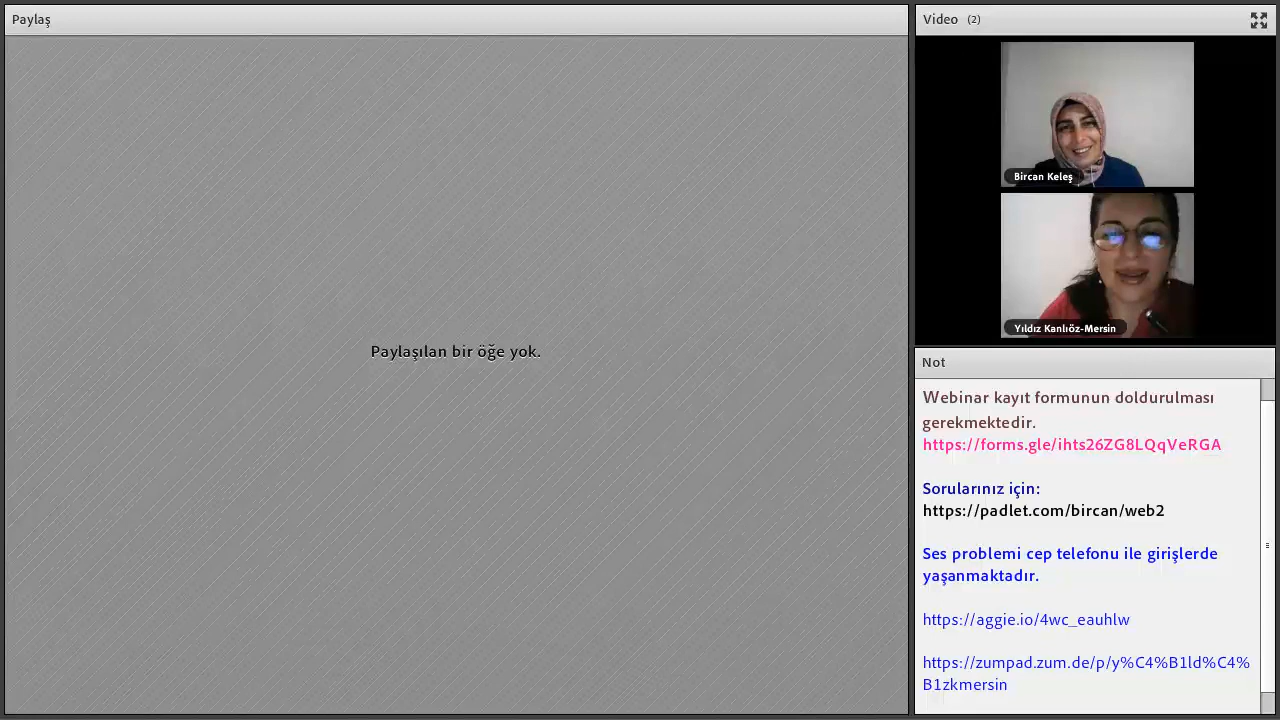 Paylaş
Paylaşılan bir öğe yok.
Video (2)
Bircan Keleş
Yıldız Kanlıöz-Mersin
Not
Webinar kayıt formunun doldurulması
gerekmektedir.
https://forms.gle/ihts26ZG8LQqVeRGA
Sorularınız için:
https://padlet.com/bircan/web2
Ses problemi cep telefonu ile girişlerde
yaşanmaktadır.
https://aggie.io/4wc_eauhlw
https://zumpad.zum.de/p/y%C4%B1ld%C4%
B1zkmersin